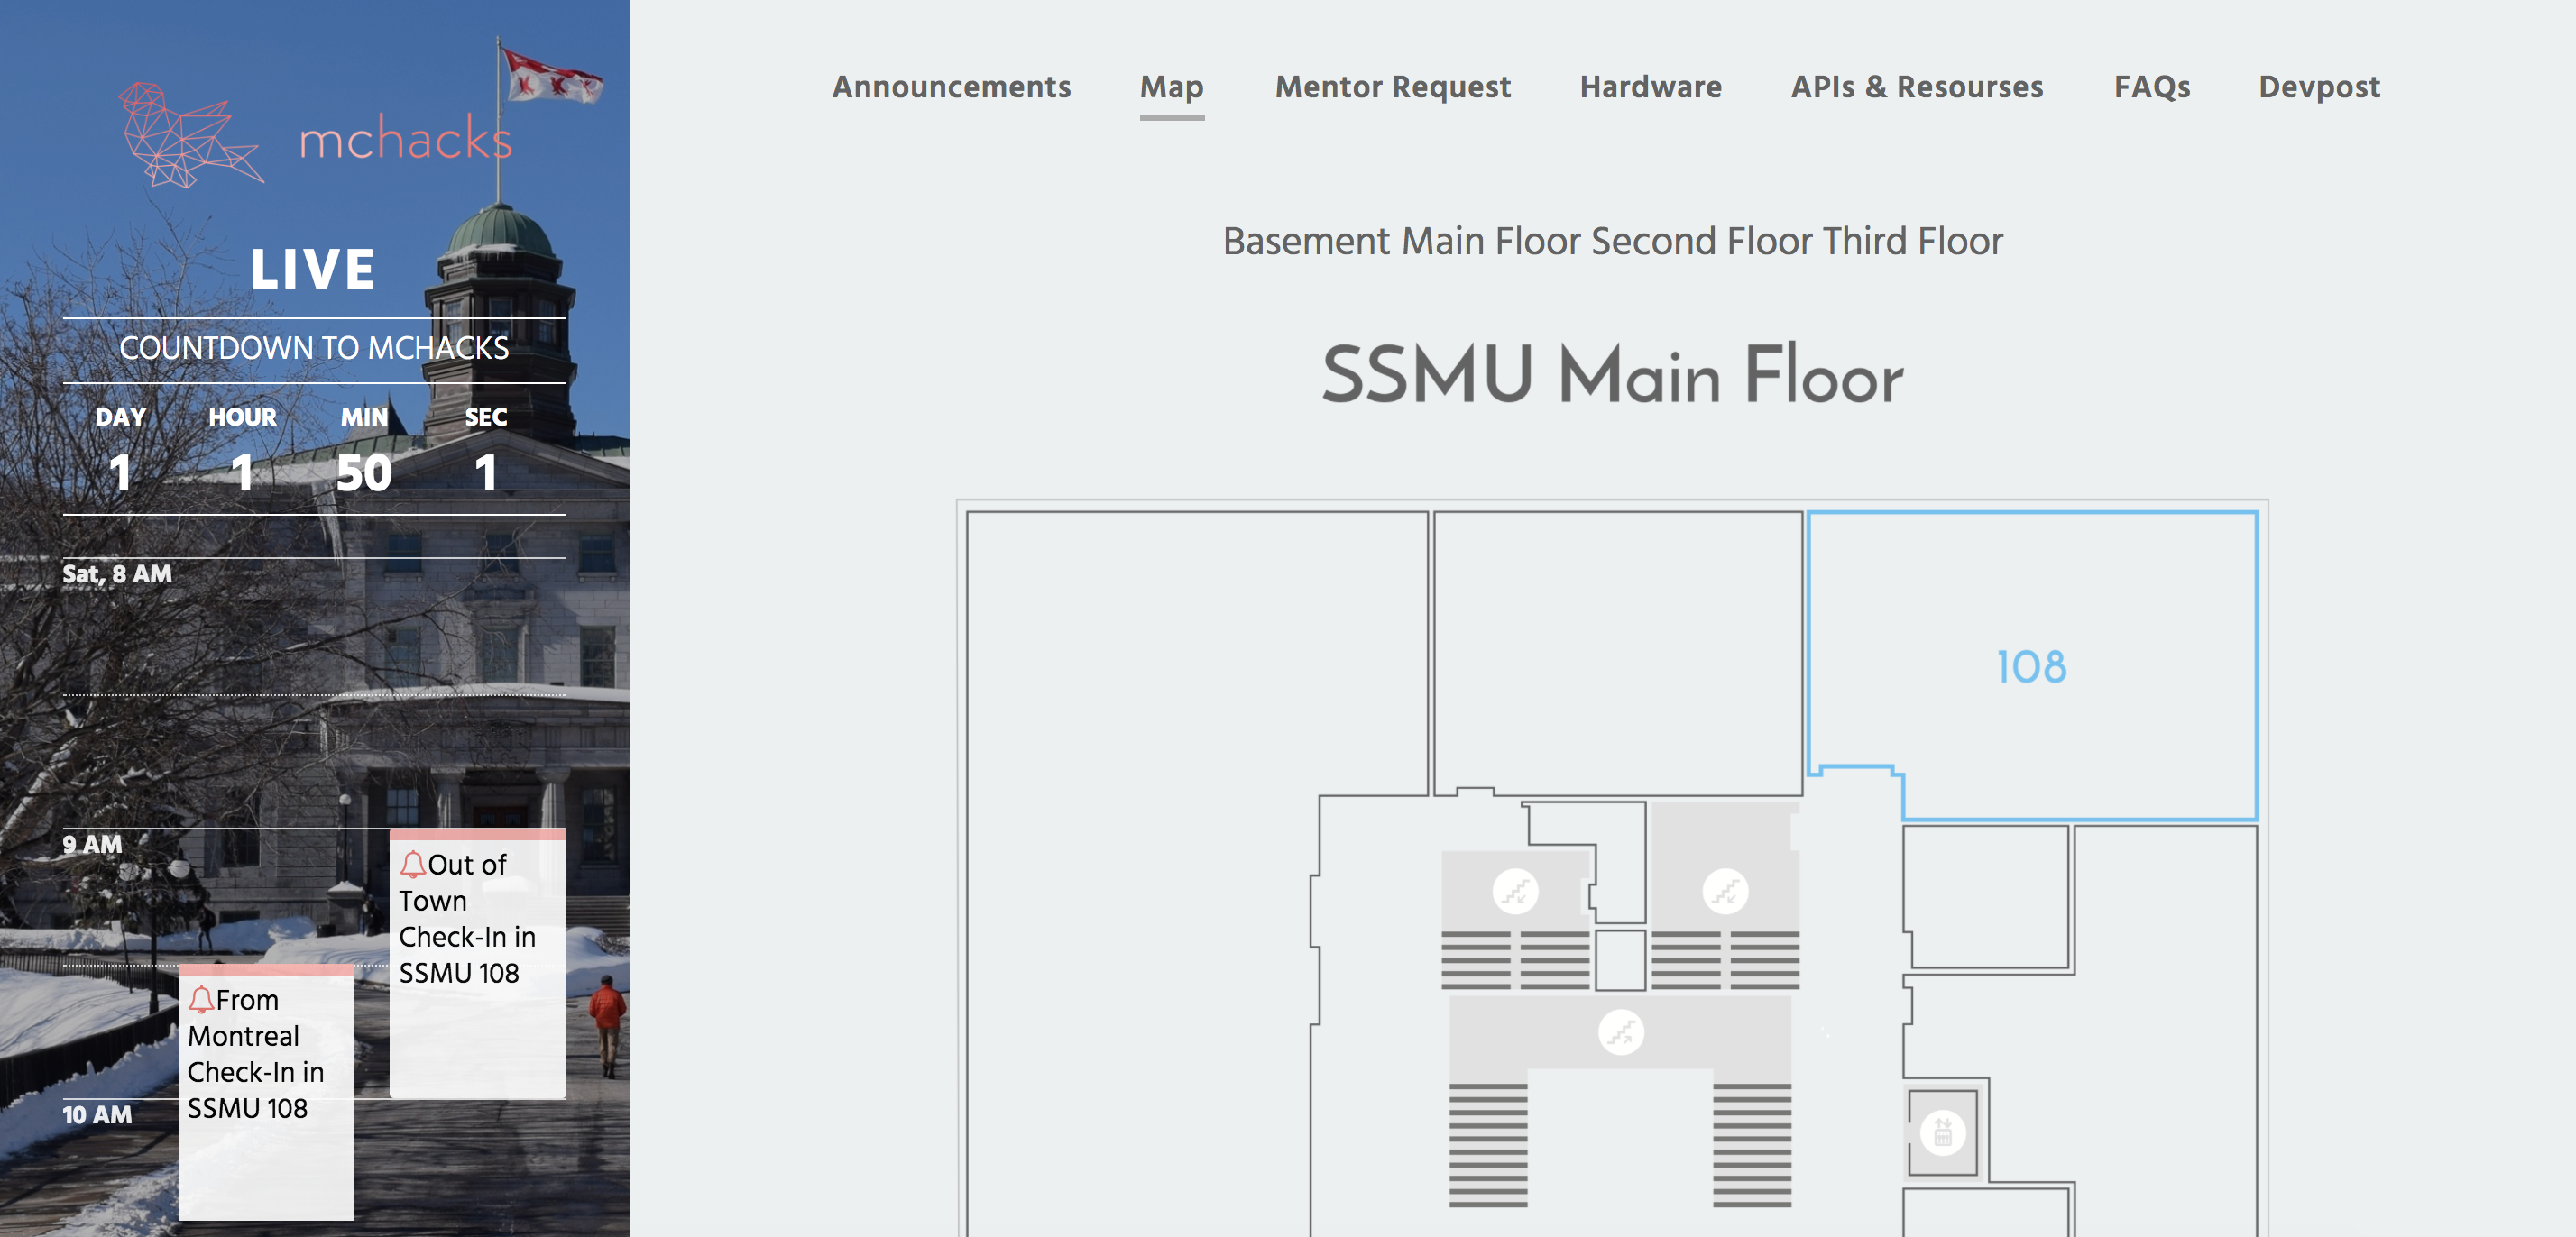 mchacks
LIVE
COUNTDOWN TO MCHACKS
DAY HOUR MIN SEC
1 1 50 1
Sat, 8 AM
9 AM
Out of
Town
Check-In in
SSMU 108
From
Montreal
Check-In in
SSMU 108
10 AM
Announcements Map Mentor Request Hardware APIs & Resourses FAQs Devpost
Basement Main Floor Second Floor Third Floor
SSMU Main Floor
108